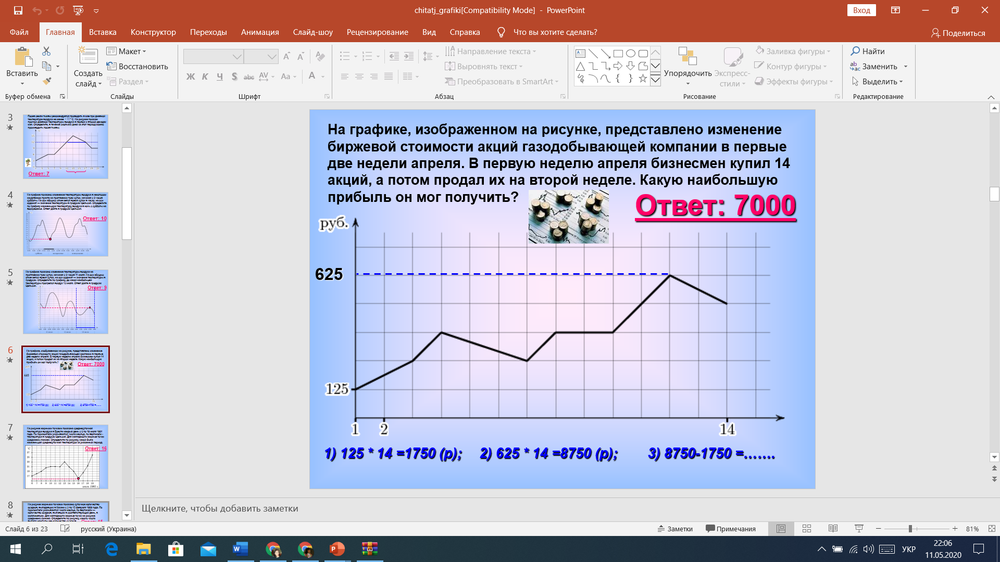 chitatj_grafiki[Compatibility Mode] - PowerPoint
Вход
Файл Главная Вставка Конструктор Переходы Анимация Слайд-шоу Рецензирование Вид Справка Что вы хотите сделать? Поделиться
Вставить
Создать слайд
Макет
Восстановить
Раздел
Ж К Ч S abc AV Aa А
Направление текста
Выровнять текст
Преобразовать в SmartArt
Упорядочить
Экспресс-стили
Заливка фигуры
Контур фигуры
Эффекты фигуры
Найти
Заменить
Выделить
Буфер обмена Слайды Шрифт Абзац Рисование Редактирование
3
Ответ: 7
4
Ответ: 10
5
Ответ: 9
6
Ответ: 7000
7
Ответ: 16
8
На графике, изображенном на рисунке, представлено изменение
биржевой стоимости акций газодобывающей компании в первые
две недели апреля. В первую неделю апреля бизнесмен купил 14
акций, а потом продал их на второй неделе. Какую наибольшую
прибыль он мог получить?
Ответ: 7000
руб.
625
125
1 2 14
1) 125 * 14 =1750 (р); 2) 625 * 14 =8750 (р); 3) 8750-1750 =…….
Щелкните, чтобы добавить заметки
Слайд 6 из 23 русский (Украина) Заметки Примечания 81%
УКР
22:06
11.05.2020